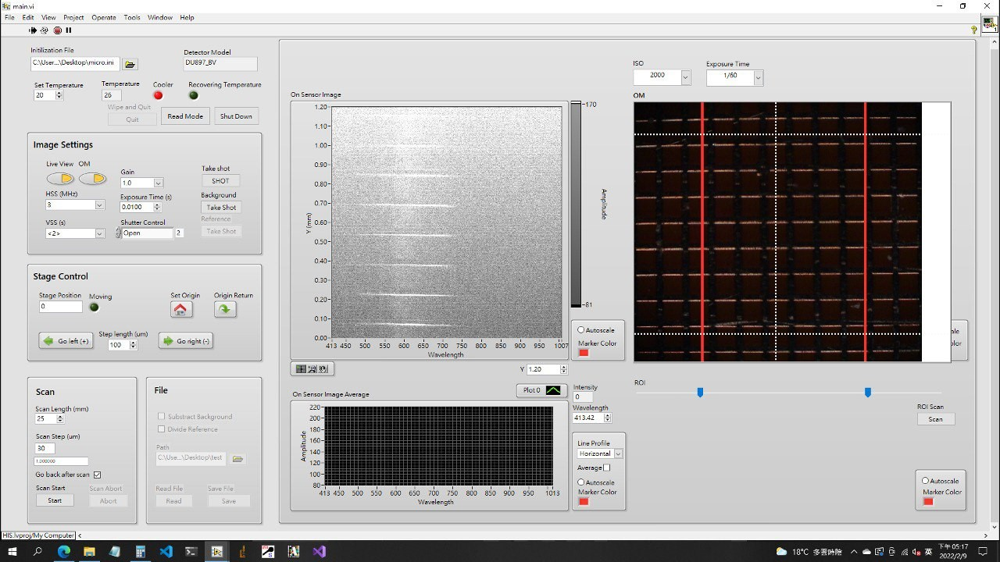 main.vi
File Edit View Project Operate Tools Window Help
Initilization File
C:\User...\Desktop\micro.ini
Detector Model
DU897_BV
Set Temperature
20
Temperature
26
Cooler
Recovering Temperature
Wipe and Quit
Quit
Read Mode
Shut Down
Image Settings
Live View OM
Gain
1.0
Take shot
HSS (MHz)
3
Exposure Time
0.0100
Background
Take Shot
VSS (s)
<2>
Shutter Control
Open
2
Reference
Take Shot
Stage Control
Stage Position
0
Moving
Set Origin
Origin Return
Go left (+)
Step length (um)
100
Go right (-)
Scan
Scan Length (mm)
25
Scan Step (um)
30
1.000000
Go back after scan
Scan Start
Start
Scan Abort
Abort
File
Substract Background
Divide Reference
Path
C:\Use...\Desktop\test
Read File
Read
Save File
Save
On Sensor Image
1.20
1.10
1.00
0.90
0.80
0.60
0.50
0.40
0.30
0.20
0.10
0.00
Y (mm)
413 450 500 550 600 650 700 750 800 850 900 950 1007
Wavelength
170
81
Amplitude
Autoscale
Marker Color
Y 1.20
On Sensor Image Average
Plot 0
220
200
180
160
140
120
100
80
Amplitude
413 450 500 550 600 650 700 750 800 850 900 950 1013
Wavelength
Intensity
0
Wavelength
413.42
Line Profile
Horizontal
Average
Autoscale
Marker Color
ISO
2000
Exposure Time
1/60
OM
ROI
ROI Scan
Scan
Autoscale
Marker Color
HIS.lvproj/My Computer
18°C
英
下午 05:17
2022/2/9